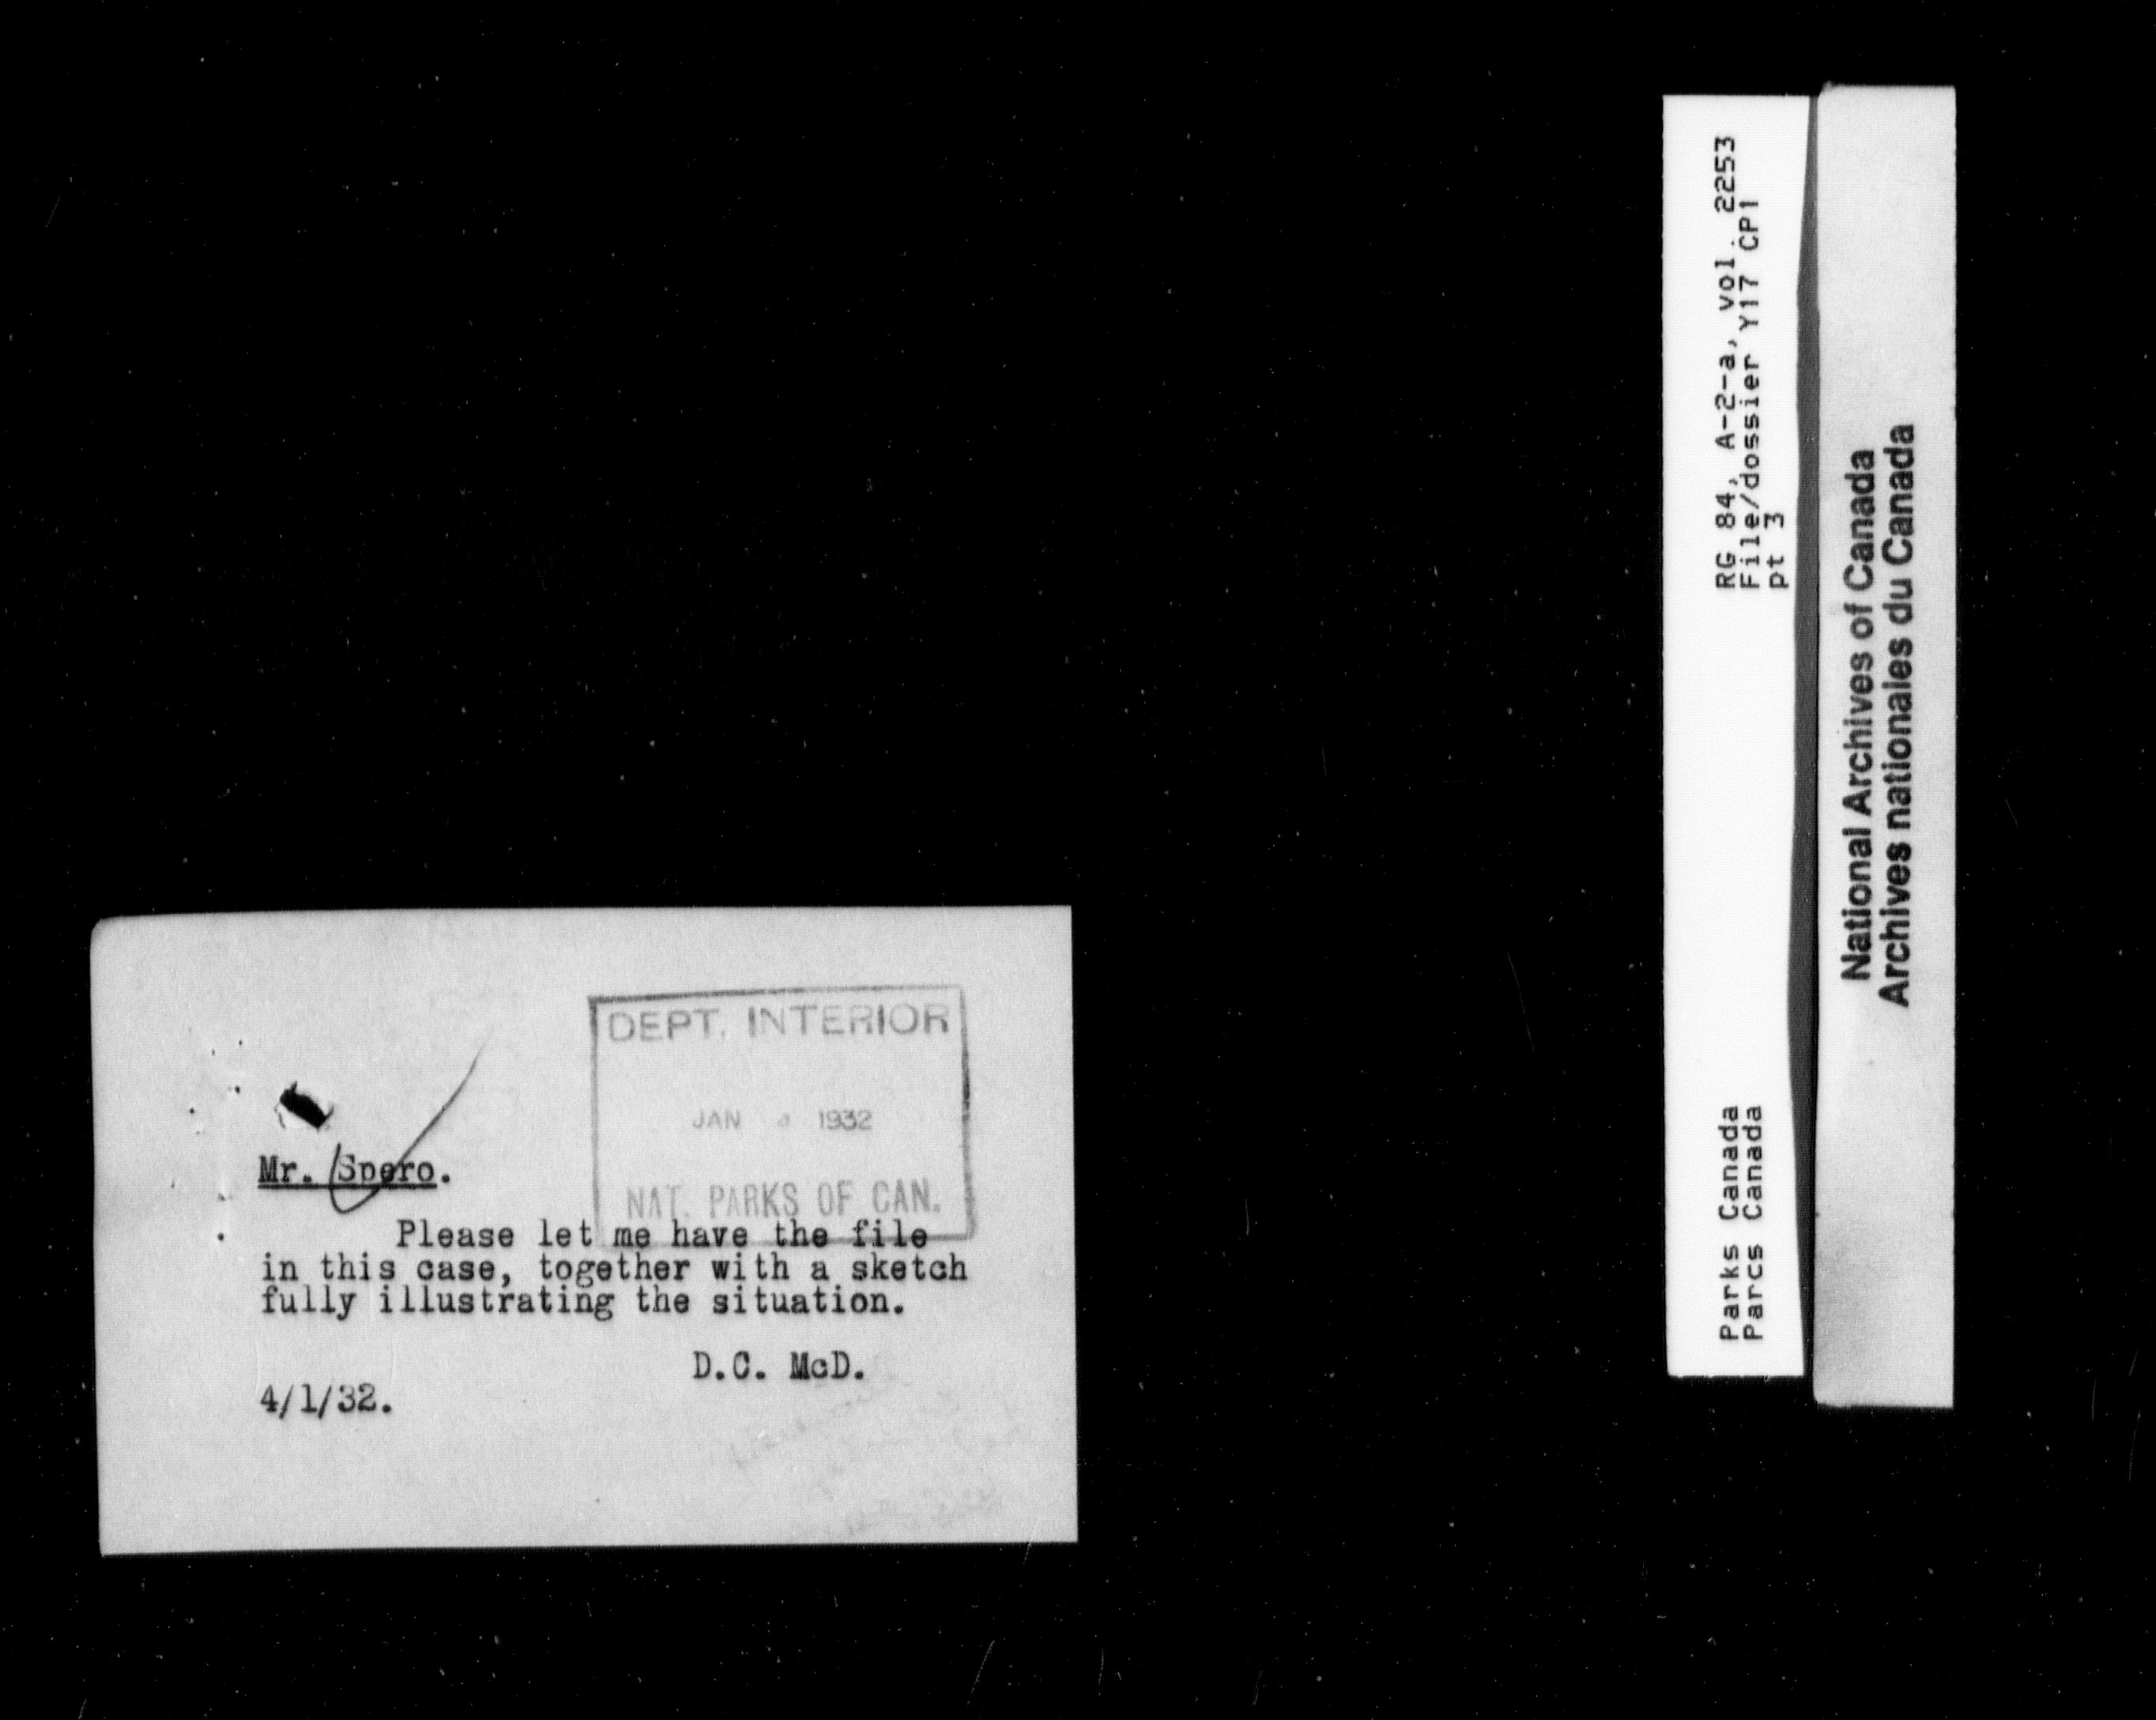 DEPT. INTERIOR
JAN 1932
NAT. PARKS OF CAN.
Mr. Spero.
Please let me have the file
in this case, together with a sketch
fully illustrating the situation.
D.C. McD.
4/1/32.
RG 84, A-2-a, vol. 2253
File/dossier Y17 CP1
pt 3
Parks Canada
Parcs Canada
National Archives of Canada
Archives nationales du Canada